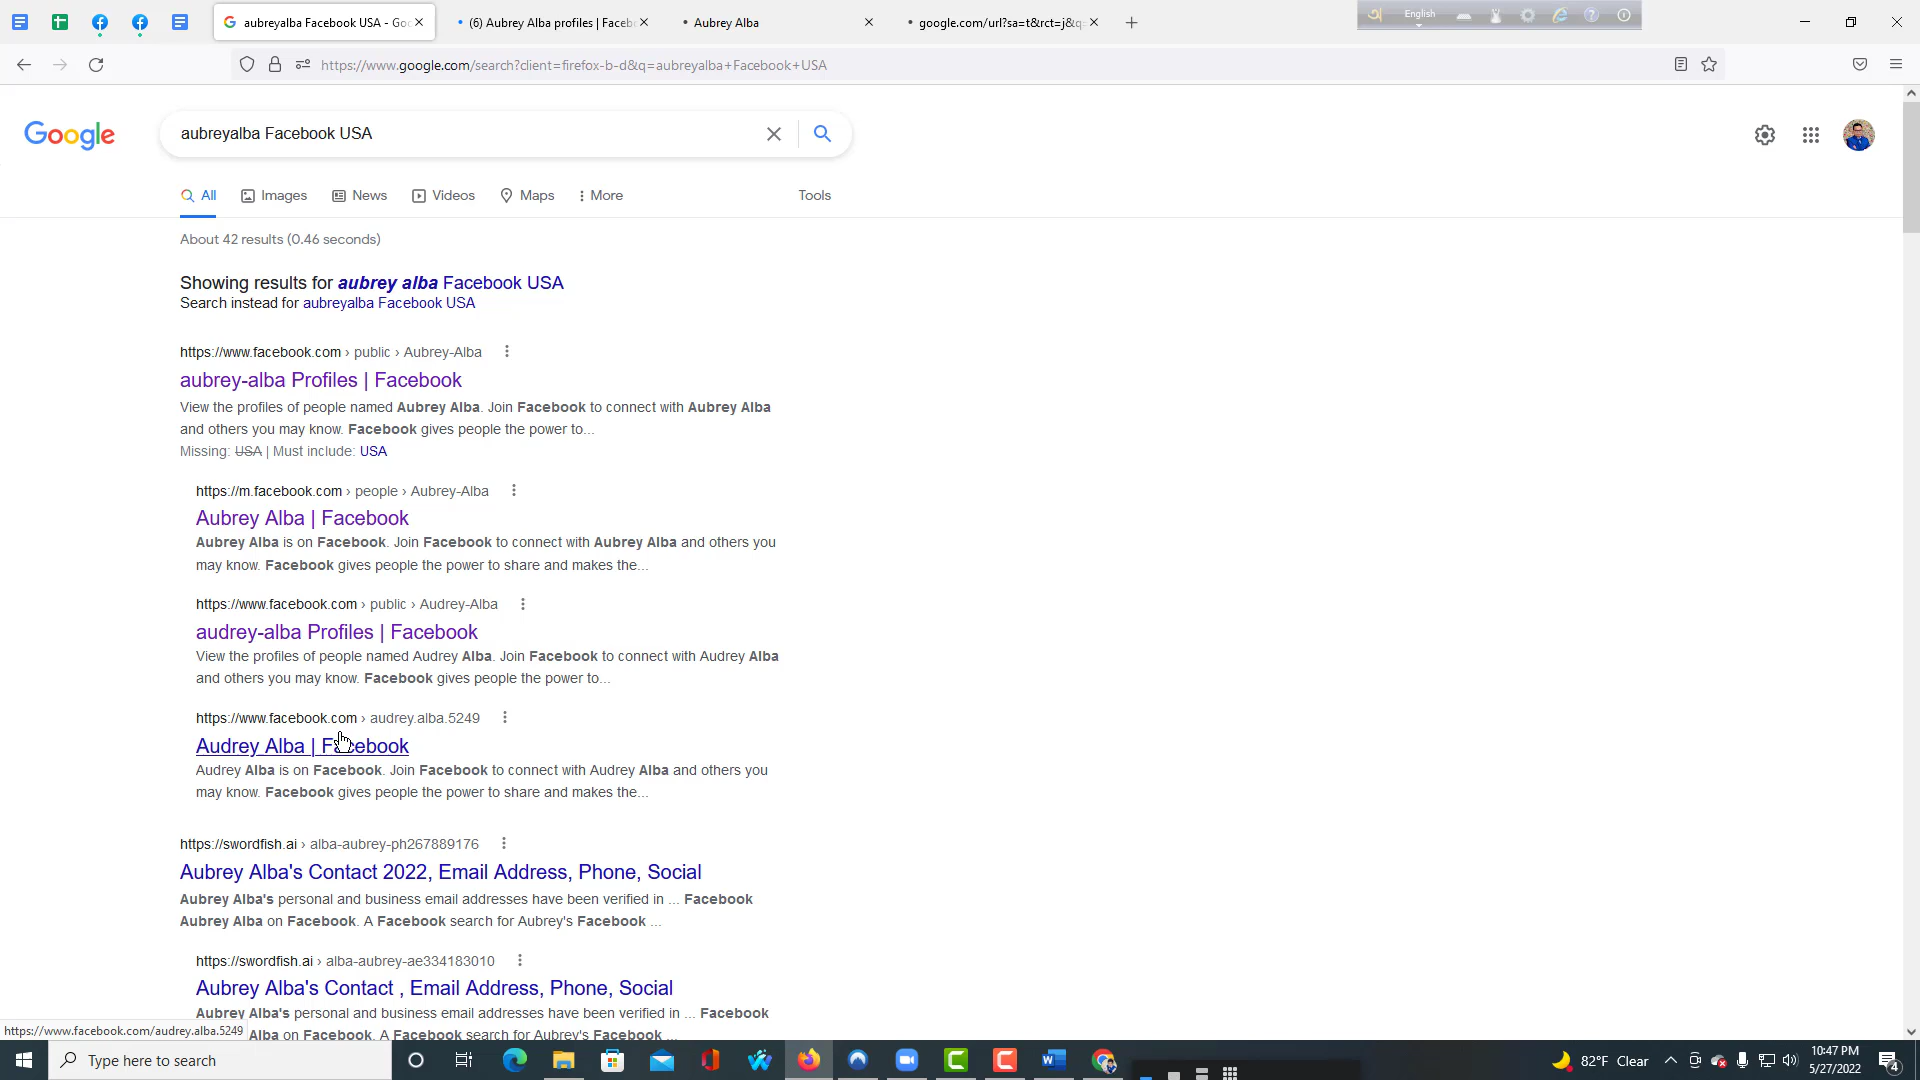 aubreyalba Facebook USA - Goo
(6) Aubrey Alba profiles | Faceb
Aubrey Alba
google.com/url?sa=t&rct=j&q=
English
https://www.google.com/search?client=firefox-b-d&q=aubreyalba+Facebook+USA
Google
aubreyalba Facebook USA
All
Images
News
Videos
Maps
More
Tools
About 42 results (0.46 seconds)
Showing results for aubrey alba Facebook USA
Search instead for aubreyalba Facebook USA
https://www.facebook.com › public › Aubrey-Alba
aubrey-alba Profiles | Facebook
View the profiles of people named Aubrey Alba. Join Facebook to connect with Aubrey Alba
and others you may know. Facebook gives people the power to...
Missing: USA | Must include: USA
https://m.facebook.com › people › Aubrey-Alba
Aubrey Alba | Facebook
Aubrey Alba is on Facebook. Join Facebook to connect with Aubrey Alba and others you
may know. Facebook gives people the power to share and makes the...
https://www.facebook.com › public › Audrey-Alba
audrey-alba Profiles | Facebook
View the profiles of people named Audrey Alba. Join Facebook to connect with Audrey Alba
and others you may know. Facebook gives people the power to...
https://www.facebook.com › audrey.alba.5249
Audrey Alba | Facebook
Audrey Alba is on Facebook. Join Facebook to connect with Audrey Alba and others you
may know. Facebook gives people the power to share and makes the...
https://swordfish.ai › alba-aubrey-ph267889176
Aubrey Alba's Contact 2022, Email Address, Phone, Social
Aubrey Alba's personal and business email addresses have been verified in ... Facebook
Aubrey Alba on Facebook. A Facebook search for Aubrey's Facebook ...
https://swordfish.ai › alba-aubrey-ae334183010
Aubrey Alba's Contact , Email Address, Phone, Social
Aubrey Alba's personal and business email addresses have been verified in ... Facebook
Alba on Facebook. A Facebook search for Aubrey's Facebook ...
https://www.facebook.com/audrey.alba.5249
Type here to search
82°F Clear
10:47 PM
5/27/2022
4